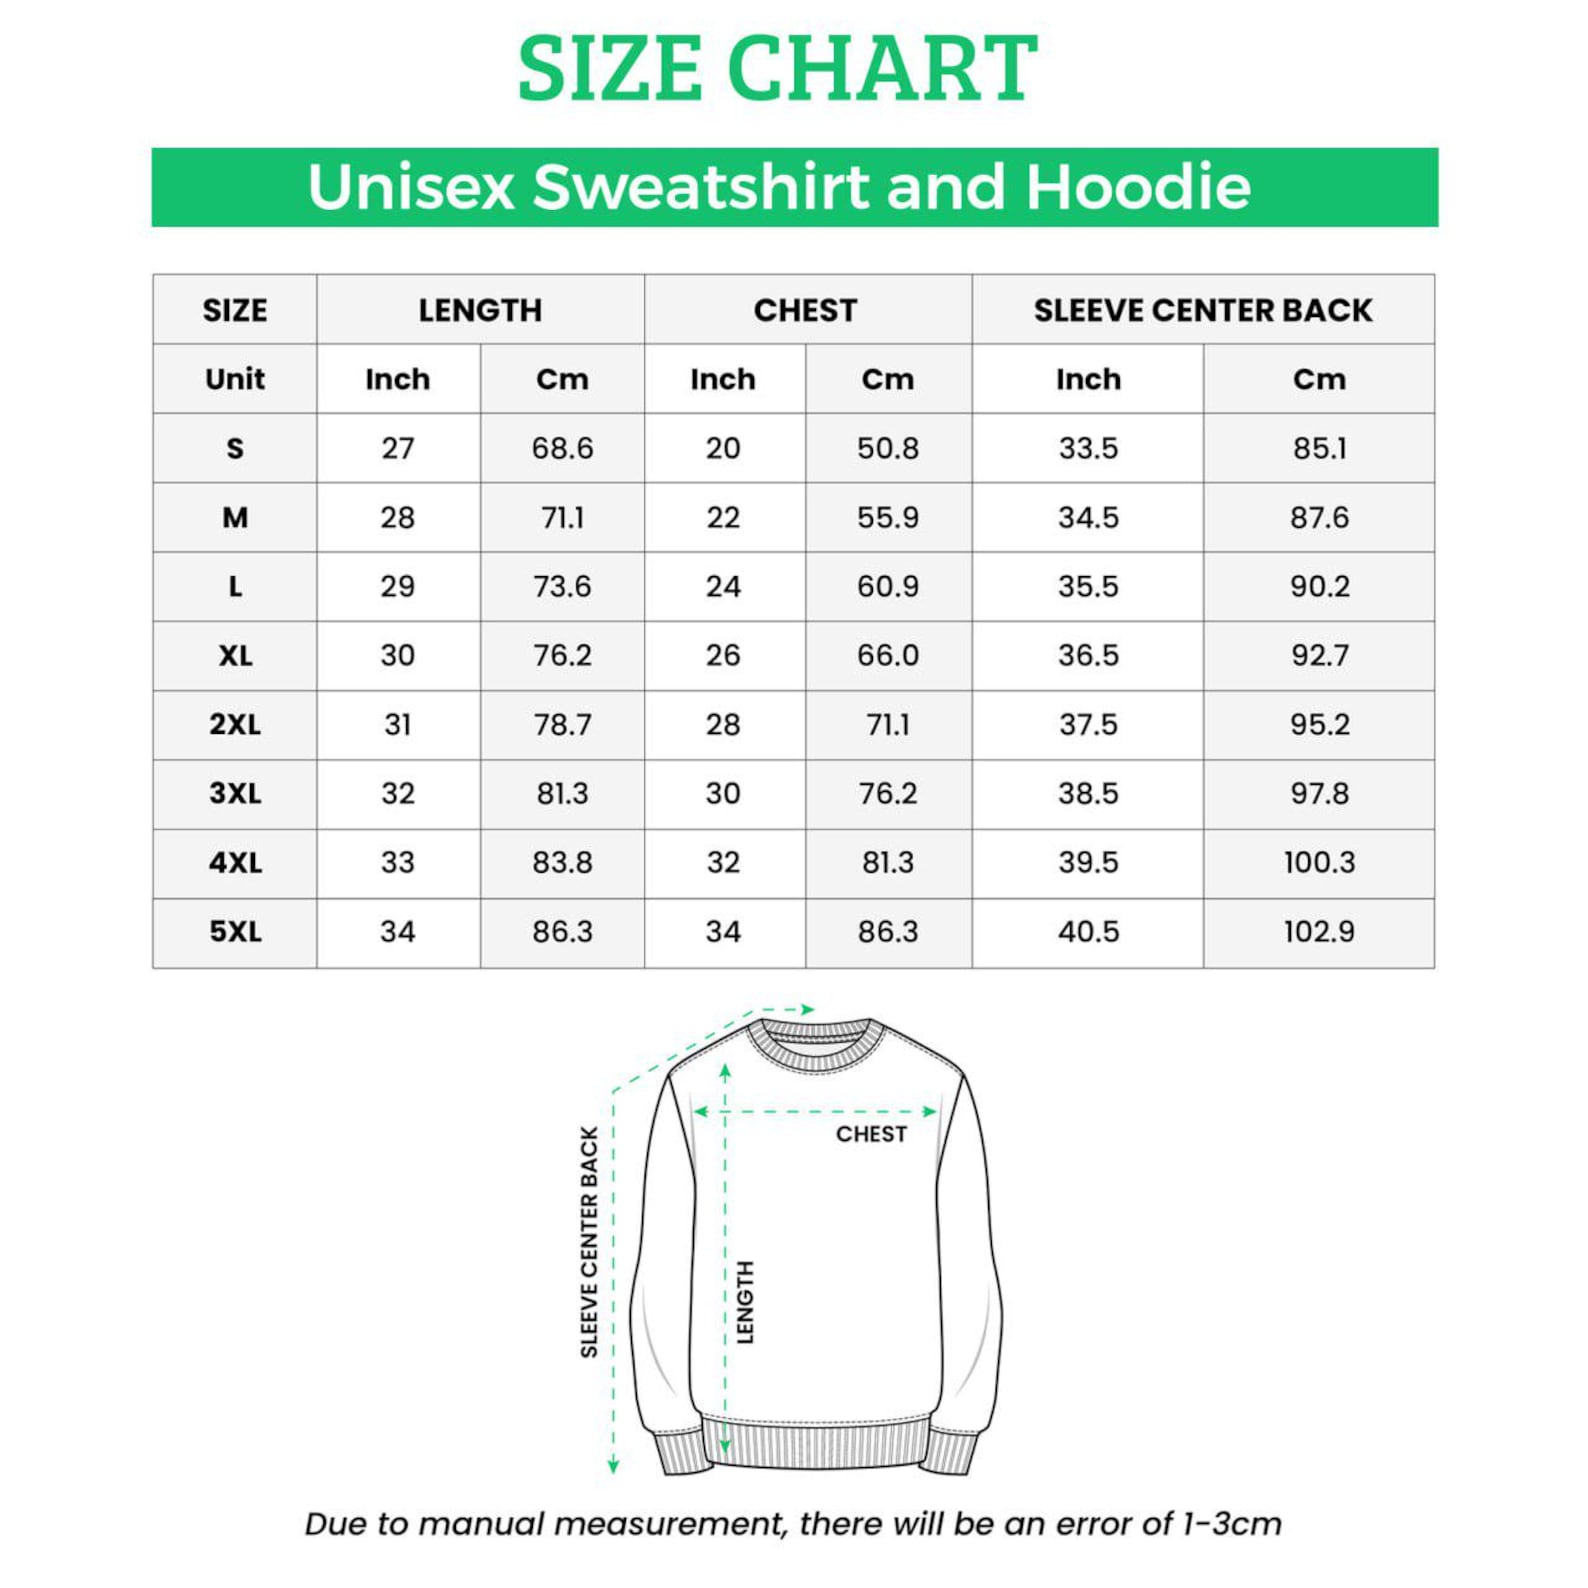 SIZE CHART
Unisex Sweatshirt and Hoodie
SIZE LENGTH CHEST SLEEVE CENTER BACK
Unit Inch Cm Inch Cm Inch Cm
S 27 68.6 20 50.8 33.5 85.1
M 28 71.1 22 55.9 34.5 87.6
L 29 73.6 24 60.9 35.5 90.2
XL 30 76.2 26 66.0 36.5 92.7
2XL 31 78.7 28 71.1 37.5 95.2
3XL 32 81.3 30 76.2 38.5 97.8
4XL 33 83.8 32 81.3 39.5 100.3
5XL 34 86.3 34 86.3 40.5 102.9
CHEST
SLEEVE CENTER BACK
LENGTH
Due to manual measurement, there will be an error of 1-3cm